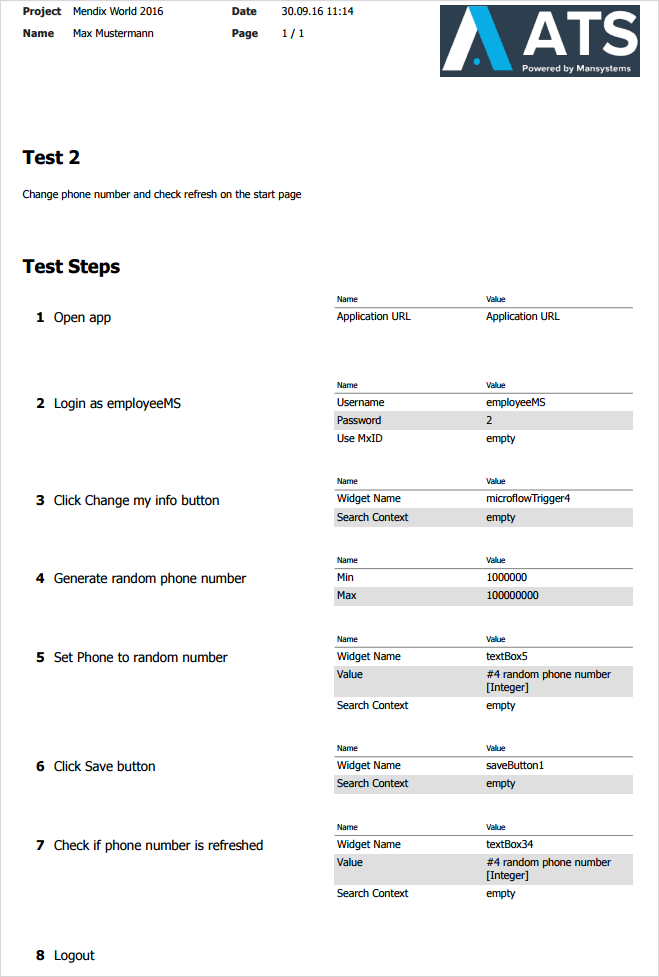 Project Mendix World 2016 Date 30.09.16 11:14
Name Max Mustermann Page 1 / 1
ATS
Powered by Mansystems
Test 2
Change phone number and check refresh on the start page
Test Steps
Name Value
1 Open app Application URL Application URL
Name Value
2 Login as employeeMS Username employeeMS
Password 2
Use MxID empty
Name Value
3 Click Change my info button Widget Name microflowTrigger4
Search Context empty
Name Value
4 Generate random phone number Min 1000000
Max 100000000
Name Value
5 Set Phone to random number Widget Name textBox5
Value #4 random phone number
[Integer]
Search Context empty
Name Value
6 Click Save button Widget Name saveButton1
Search Context empty
Name Value
7 Check if phone number is refreshed Widget Name textBox34
Value #4 random phone number
[Integer]
Search Context empty
8 Logout